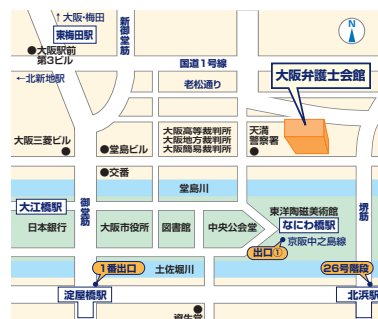 ↑大阪・梅田
東梅田駅
新御堂筋
N
大阪駅前
第3ビル
国道1号線
←北新地駅
老松通り
大阪弁護士会館
大阪高等裁判所
大阪地方裁判所
大阪簡易裁判所
天満
警察署
大阪三菱ビル
堂島ビル
交番
堂島川
大江橋駅
御堂筋
東洋陶磁美術館
堺筋
なにわ橋駅
日本銀行
大阪市役所
図書館
中央公会堂
京阪中之島線
出口①
1番出口
土佐堀川
26号階段
淀屋橋駅
北浜駅